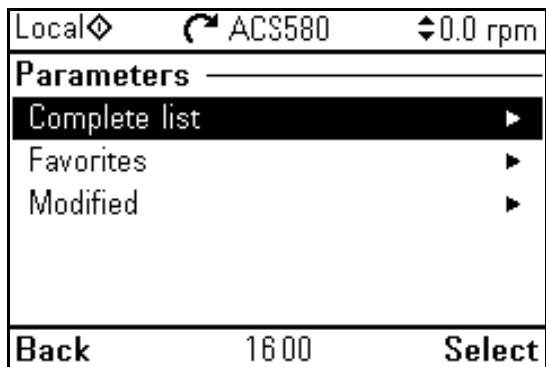 Local ACS580 0.0 rpm
Parameters
Complete list
Favorites
Modified
Back 16 00 Select